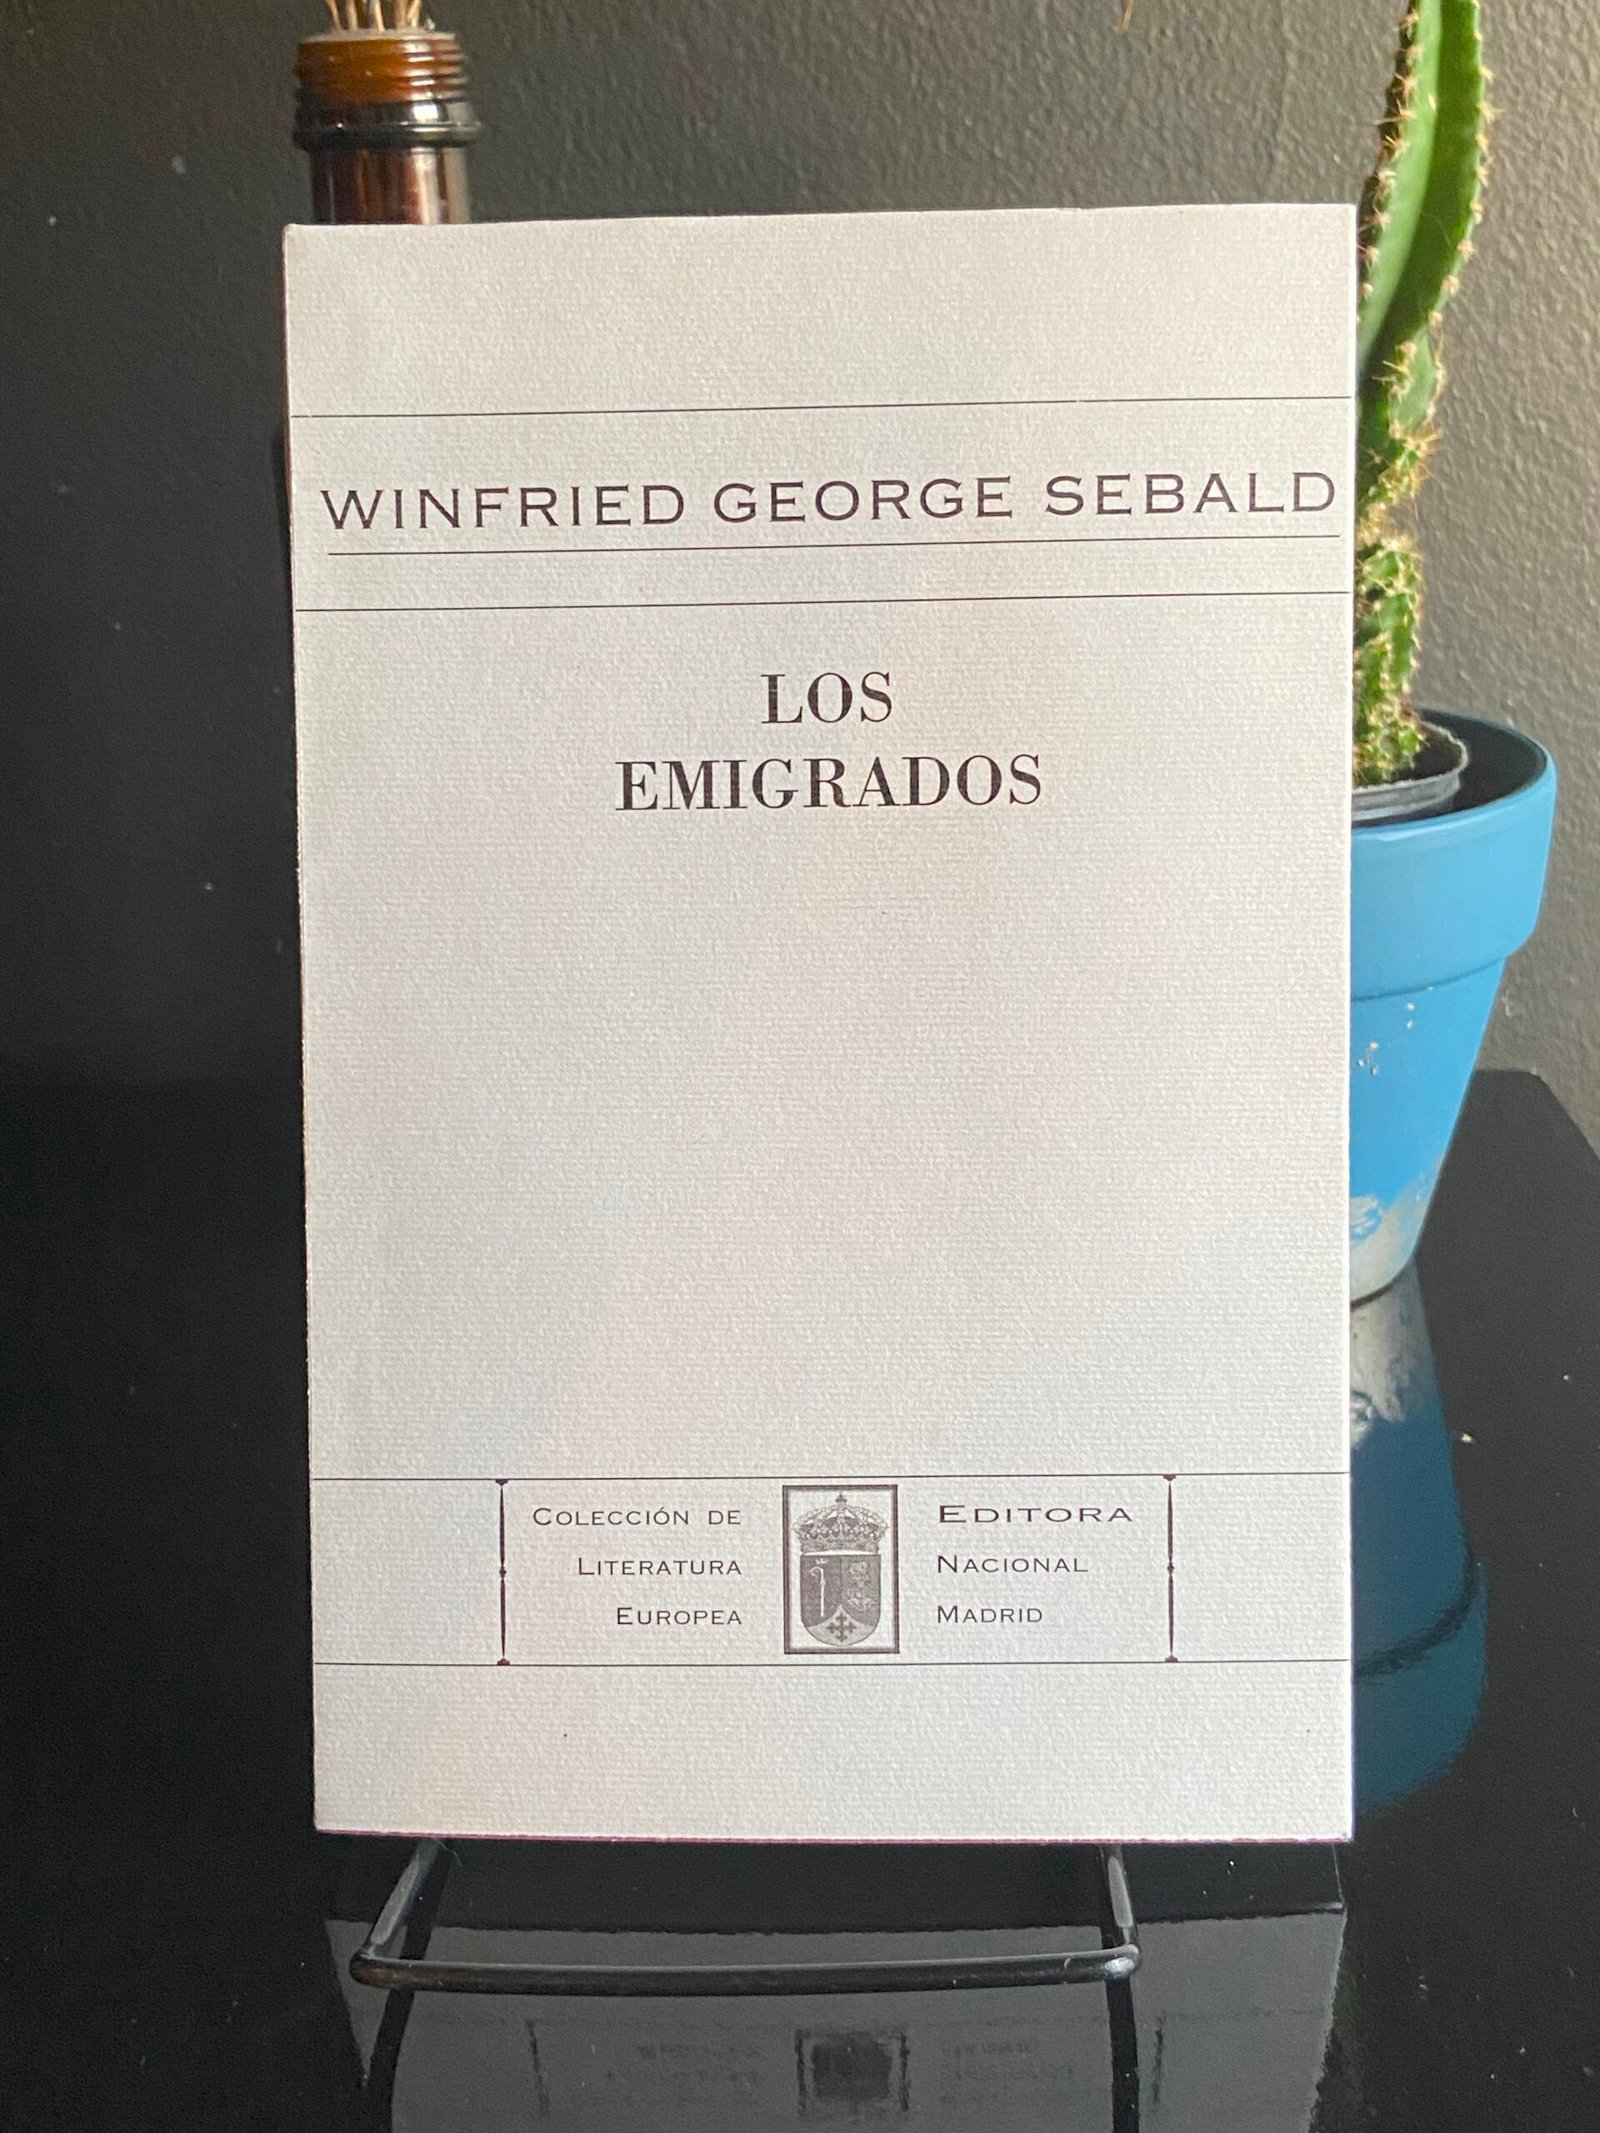 WINFRIED GEORGE SEBALD
LOS
EMIGRADOS
COLECCIÓN DE
LITERATURA
EUROPEA
EDITORA
NACIONAL
MADRID